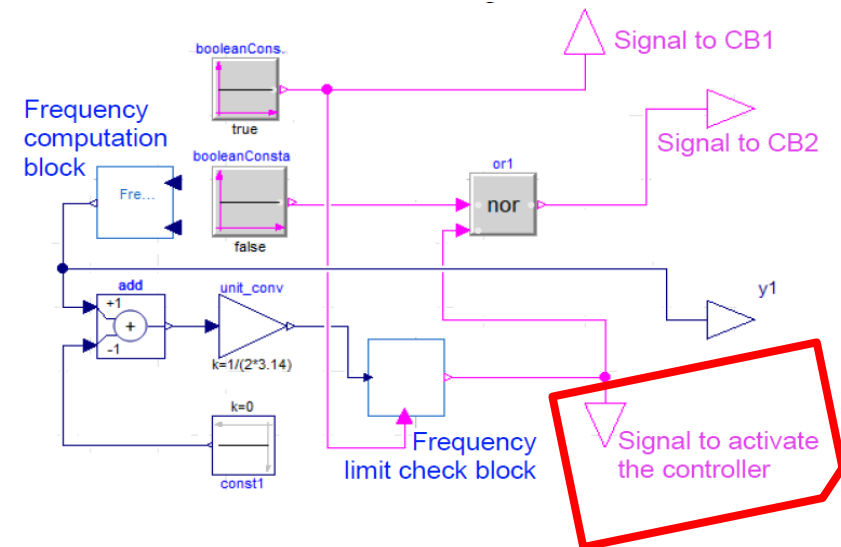 Signal to CB1
booleanCons..
true
Frequency
computation
block
Signal to CB2
booleanConsta
or1
Fre...
nor
false
y1
add
unit_conv
+1
+
-1
k=1/(2*3.14)
k=0
Frequency
limit check block
Signal to activate
the controller
const1